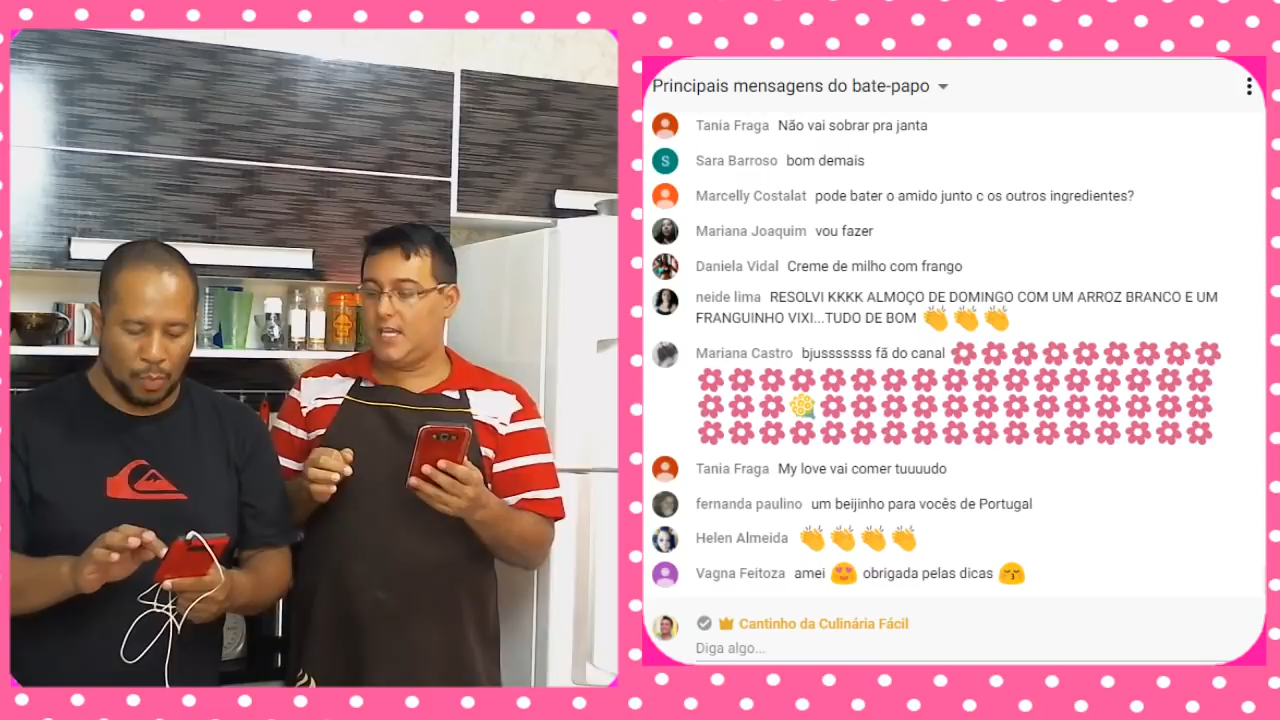 Principais mensagens do bate-papo
Tania Fraga Não vai sobrar pra janta
S Sara Barroso bom demais
Marcelly Costalat pode bater o amido junto c os outros ingredientes?
Mariana Joaquim vou fazer
Daniela Vidal Creme de milho com frango
neide lima RESOLVI KKKK ALMOÇO DE DOMINGO COM UM ARROZ BRANCO E UM
FRANGUINHO VIXI...TUDO DE BOM 👏👏👏
Mariana Castro bjusssssss fã do canal 🌸🌸🌸🌸🌸🌸🌸🌸🌸
🌸🌸🌸🌸🌸🌸🌸🌸🌸🌸🌸🌸🌸🌸🌸🌸🌸
🌸🌸🌸💐🌸🌸🌸🌸🌸🌸🌸🌸🌸🌸🌸🌸🌸
🌸🌸🌸🌸🌸🌸🌸🌸🌸🌸🌸🌸🌸🌸🌸🌸🌸
Tania Fraga My love vai comer tuuuudo
fernanda paulino um beijinho para vocês de Portugal
Helen Almeida 👏👏👏👏
Vagna Feitoza amei 😍 obrigada pelas dicas 😚
Cantinho da Culinária Fácil
Diga algo...